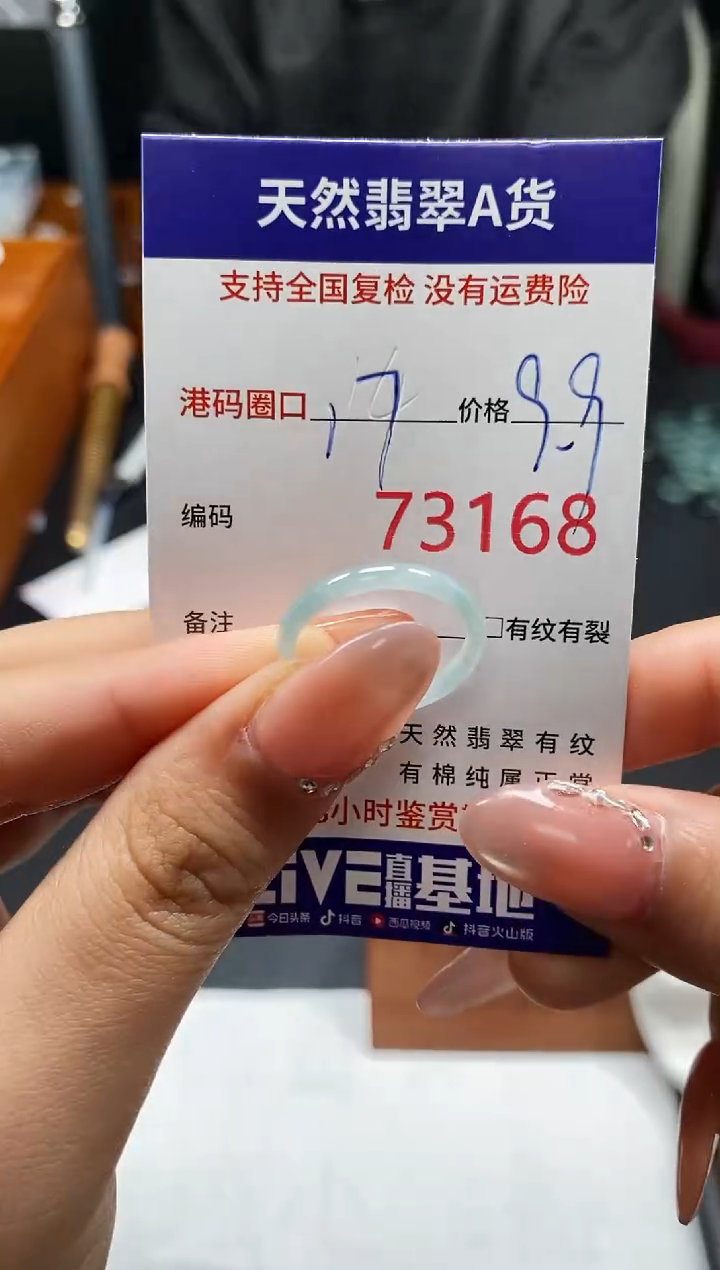 天然翡翠A货
支持全国复检 没有运费险
港码圈口 17 价格 9.9
编码 73168
备注 □有纹有裂
天然翡翠有纹
有棉纯属正常
小时鉴赏
LIVE直播基地
今日头条 抖音 西瓜视频 抖音火山版